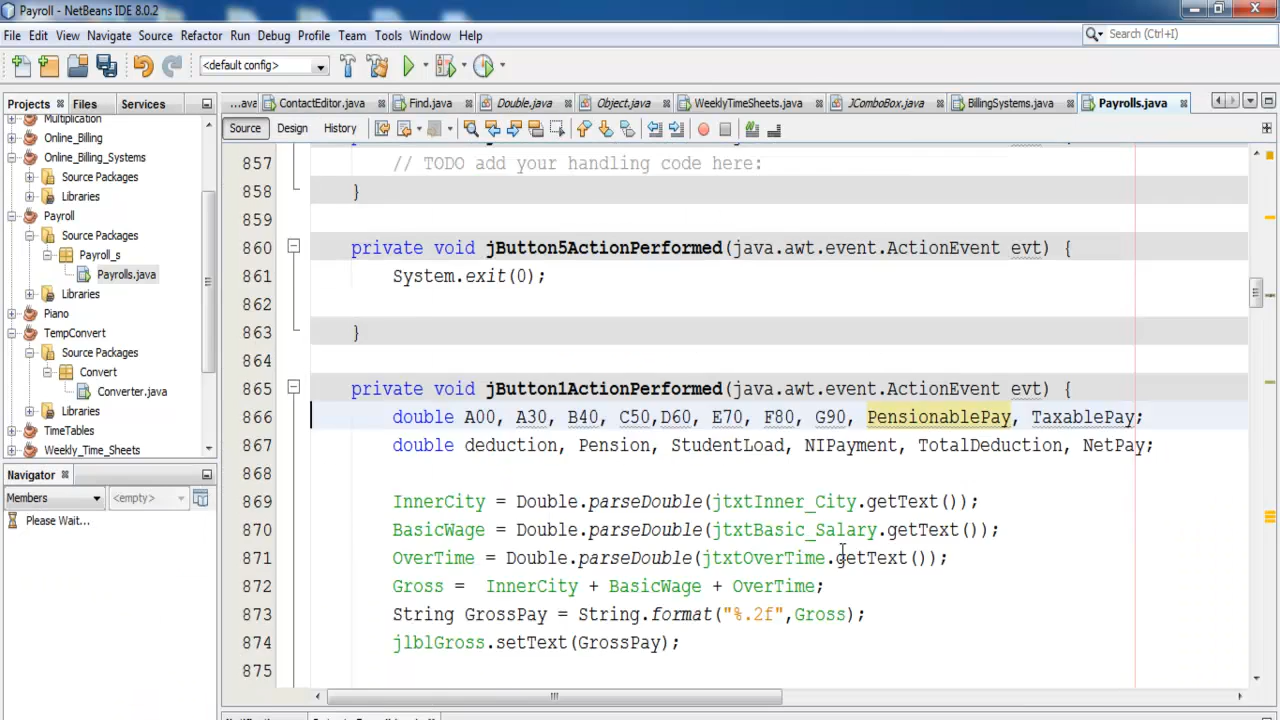 Payroll - NetBeans IDE 8.0.2
File Edit View Navigate Source Refactor Run Debug Profile Team Tools Window Help
Search (Ctrl+I)
<default config>
Projects Files Services
...ava ContactEditor.java Find.java Double.java Object.java WeeklyTimeSheets.java JComboBox.java BillingSystems.java Payrolls.java
Source Design History
Multiplication
Online_Billing
Online_Billing_Systems
Source Packages
Libraries
Payroll
Source Packages
Payroll_s
Payrolls.java
Libraries
Piano
TempConvert
Source Packages
Convert
Converter.java
Libraries
TimeTables
Weekly_Time_Sheets
Navigator
Members <empty>
Please Wait...
857 // TODO add your handling code here:
858 }
859
860 private void jButton5ActionPerformed(java.awt.event.ActionEvent evt) {
861 System.exit(0);
862
863 }
864
865 private void jButton1ActionPerformed(java.awt.event.ActionEvent evt) {
866 double A00, A30, B40, C50,D60, E70, F80, G90, PensionablePay, TaxablePay;
867 double deduction, Pension, StudentLoad, NIPayment, TotalDeduction, NetPay;
868
869 InnerCity = Double.parseDouble(jtxtInner_City.getText());
870 BasicWage = Double.parseDouble(jtxtBasic_Salary.getText());
871 OverTime = Double.parseDouble(jtxtOverTime.getText());
872 Gross = InnerCity + BasicWage + OverTime;
873 String GrossPay = String.format("%.2f",Gross);
874 jlblGross.setText(GrossPay);
875